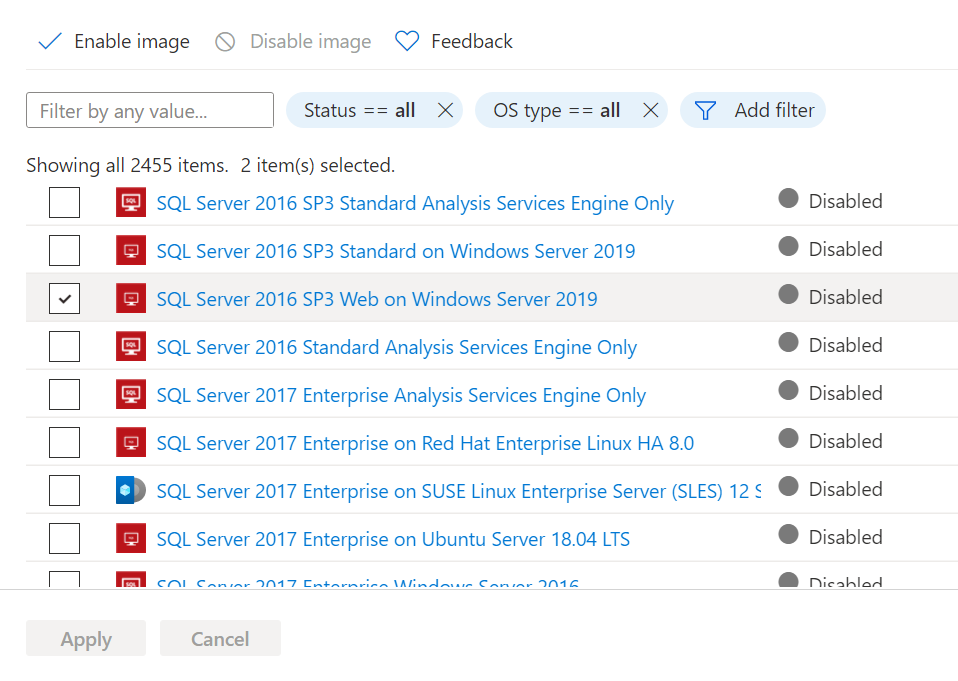 Enable image Disable image Feedback
Filter by any value... Status == all OS type == all Add filter
Showing all 2455 items. 2 item(s) selected.
SQL Server 2016 SP3 Standard Analysis Services Engine Only Disabled
SQL Server 2016 SP3 Standard on Windows Server 2019 Disabled
SQL Server 2016 SP3 Web on Windows Server 2019 Disabled
SQL Server 2016 Standard Analysis Services Engine Only Disabled
SQL Server 2017 Enterprise Analysis Services Engine Only Disabled
SQL Server 2017 Enterprise on Red Hat Enterprise Linux HA 8.0 Disabled
SQL Server 2017 Enterprise on SUSE Linux Enterprise Server (SLES) 12 S Disabled
SQL Server 2017 Enterprise on Ubuntu Server 18.04 LTS Disabled
SQL Server 2017 Enterprise Windows Server 2016 Disabled
Apply Cancel